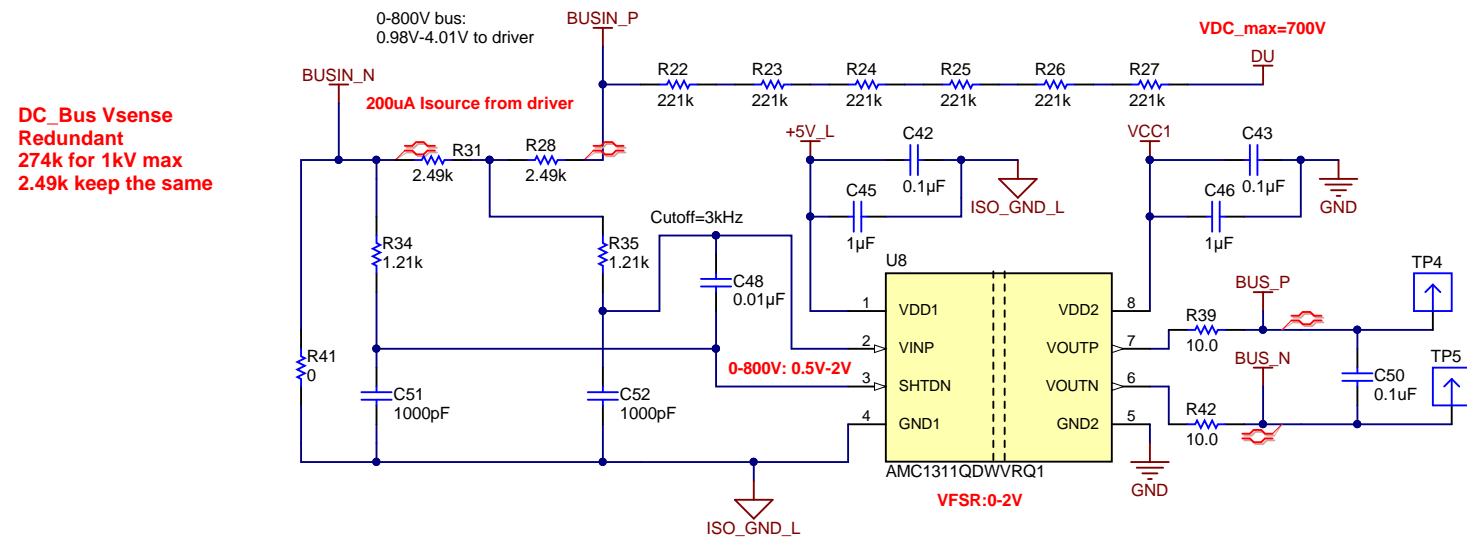 0-800V bus:
0.98V-4.01V to driver
BUSIN_P
VDC_max=700V
DU
BUSIN_N
R22
R23
R24
R25
R26
R27
221k
221k
221k
221k
221k
221k
200uA Isource from driver
DC_Bus Vsense
Redundant
274k for 1kV max
2.49k keep the same
R31
R28
2.49k
2.49k
+5V_L
C42
0.1µF
C45
1µF
ISO_GND_L
VCC1
C43
0.1µF
C46
1µF
GND
Cutoff=3kHz
R34
1.21k
R35
1.21k
C48
0.01µF
R41
0
C51
1000pF
C52
1000pF
0-800V: 0.5V-2V
U8
1
VDD1
VDD2
8
2
VINP
VOUTP
7
3
SHTDN
VOUTN
6
4
GND1
GND2
5
AMC1311QDWVRQ1
VFSR:0-2V
ISO_GND_L
R39
10.0
BUS_P
BUS_N
R42
10.0
GND
C50
0.1uF
TP4
TP5